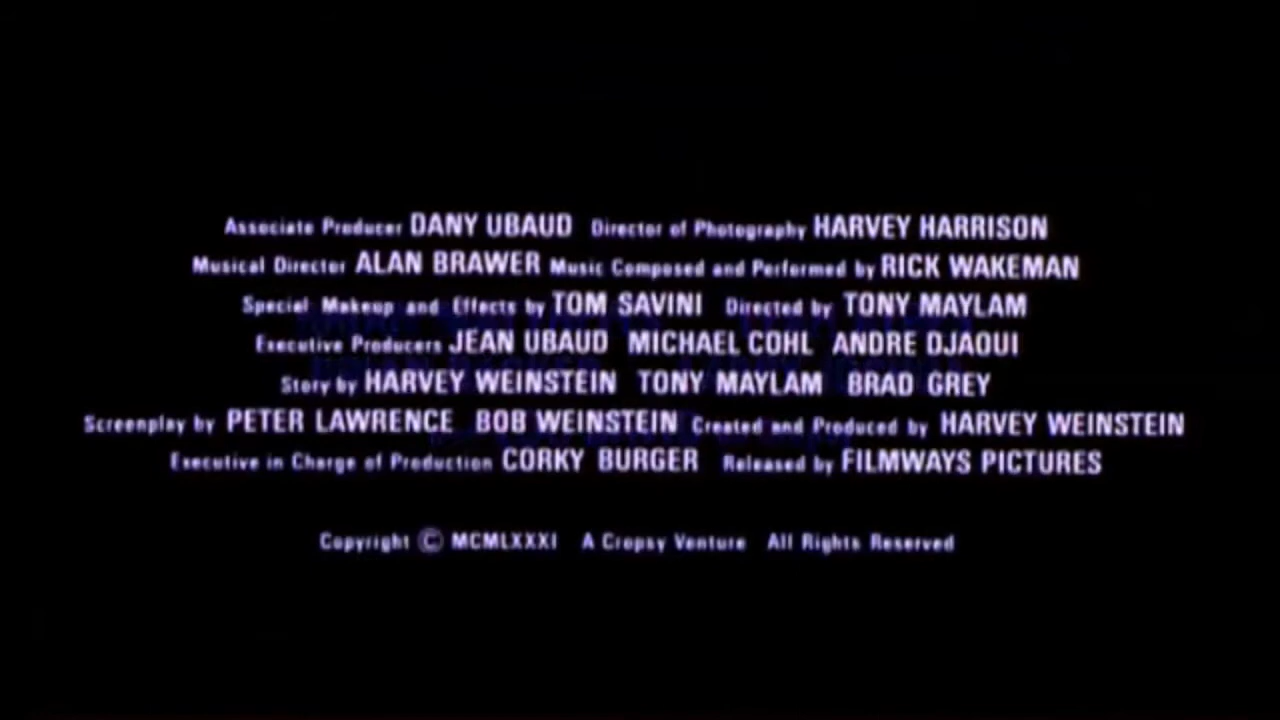 Associate Producer DANY UBAUD Director of Photography HARVEY HARRISON
Musical Director ALAN BRAWER Music Composed and Performed by RICK WAKEMAN
Special Makeup and Effects by TOM SAVINI Directed by TONY MAYLAM
Executive Producers JEAN UBAUD MICHAEL COHL ANDRE DJAOUI
Story by HARVEY WEINSTEIN TONY MAYLAM BRAD GREY
Screenplay by PETER LAWRENCE BOB WEINSTEIN Created and Produced by HARVEY WEINSTEIN
Executive in Charge of Production CORKY BURGER Released by FILMWAYS PICTURES
Copyright © MCMLXXXI A Cropsy Venture All Rights Reserved